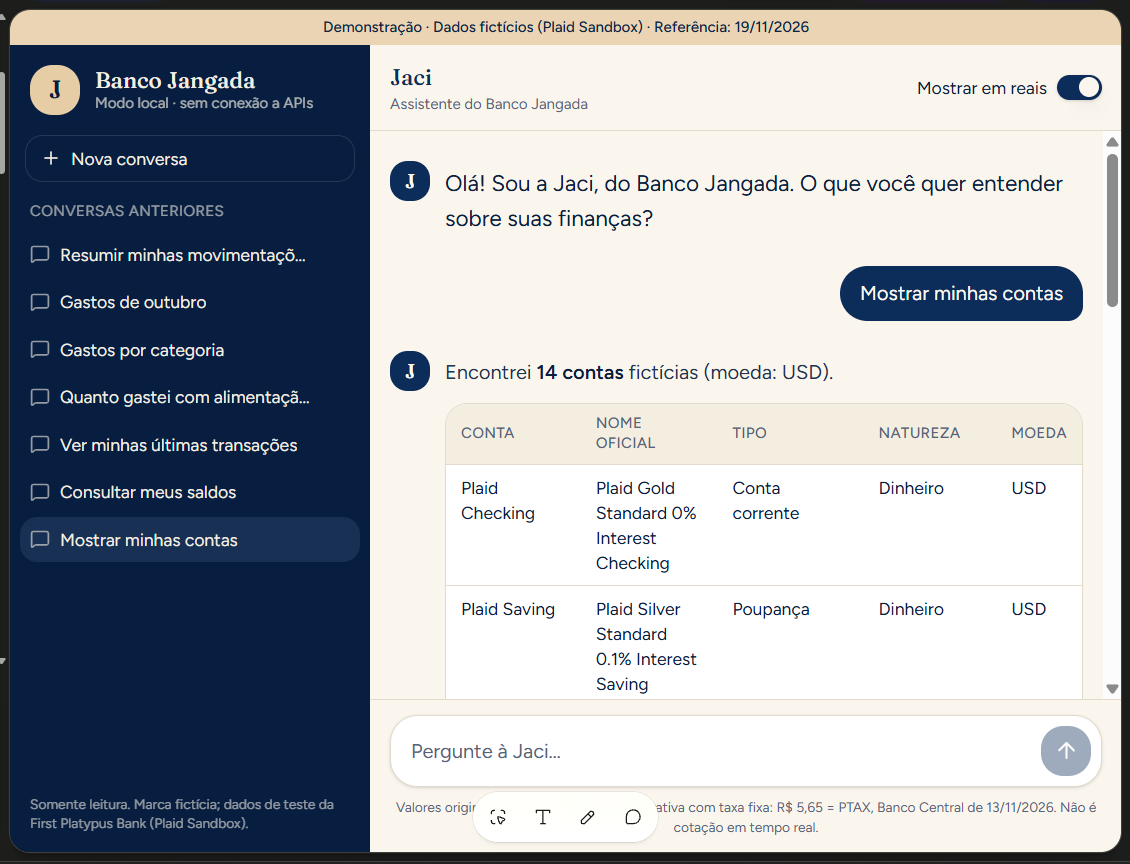 Demonstração · Dados fictícios (Plaid Sandbox) · Referência: 19/11/2026
J
Banco Jangada
Modo local · sem conexão a APIs
Nova conversa
CONVERSAS ANTERIORES
Resumir minhas movimentaçõ...
Gastos de outubro
Gastos por categoria
Quanto gastei com alimentaçã...
Ver minhas últimas transações
Consultar meus saldos
Mostrar minhas contas
Somente leitura. Marca fictícia; dados de teste da
First Platypus Bank (Plaid Sandbox).
Jaci
Assistente do Banco Jangada
Mostrar em reais
J
Olá! Sou a Jaci, do Banco Jangada. O que você quer entender
sobre suas finanças?
Mostrar minhas contas
J
Encontrei 14 contas fictícias (moeda: USD).
CONTA NOME OFICIAL TIPO NATUREZA MOEDA
Plaid Checking Plaid Gold Standard 0% Interest Checking Conta corrente Dinheiro USD
Plaid Saving Plaid Silver Standard 0.1% Interest Saving Poupança Dinheiro USD
Pergunte à Jaci...
Valores com taxa fixa: R$ 5,65 = PTAX, Banco Central de 13/11/2026. Não é
cotação em tempo real.
T